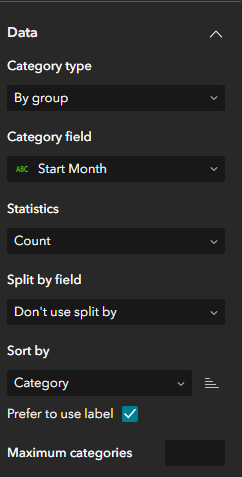 Data
Category type
By group
Category field
ABC Start Month
Statistics
Count
Split by field
Don't use split by
Sort by
Category
Prefer to use label
Maximum categories